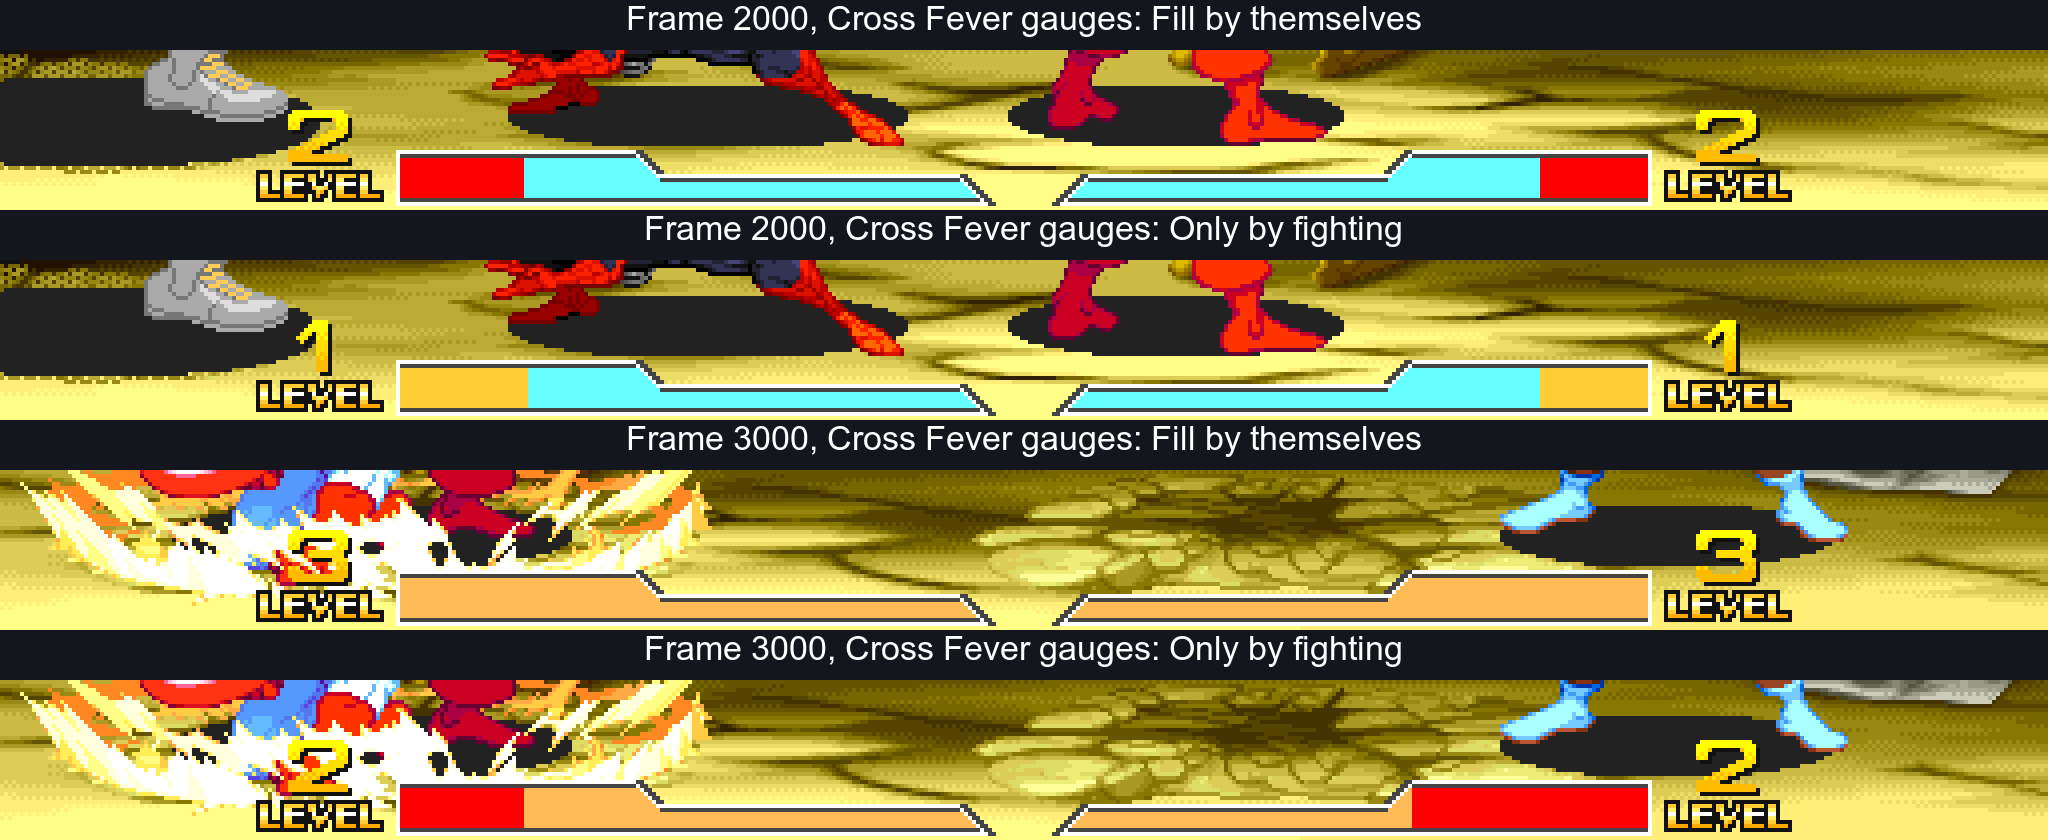 Frame 2000, Cross Fever gauges: Fill by themselves
2 2
LEVEL LEVEL
Frame 2000, Cross Fever gauges: Only by fighting
1 1
LEVEL LEVEL
Frame 3000, Cross Fever gauges: Fill by themselves
3 3
LEVEL LEVEL
Frame 3000, Cross Fever gauges: Only by fighting
2 2
LEVEL LEVEL